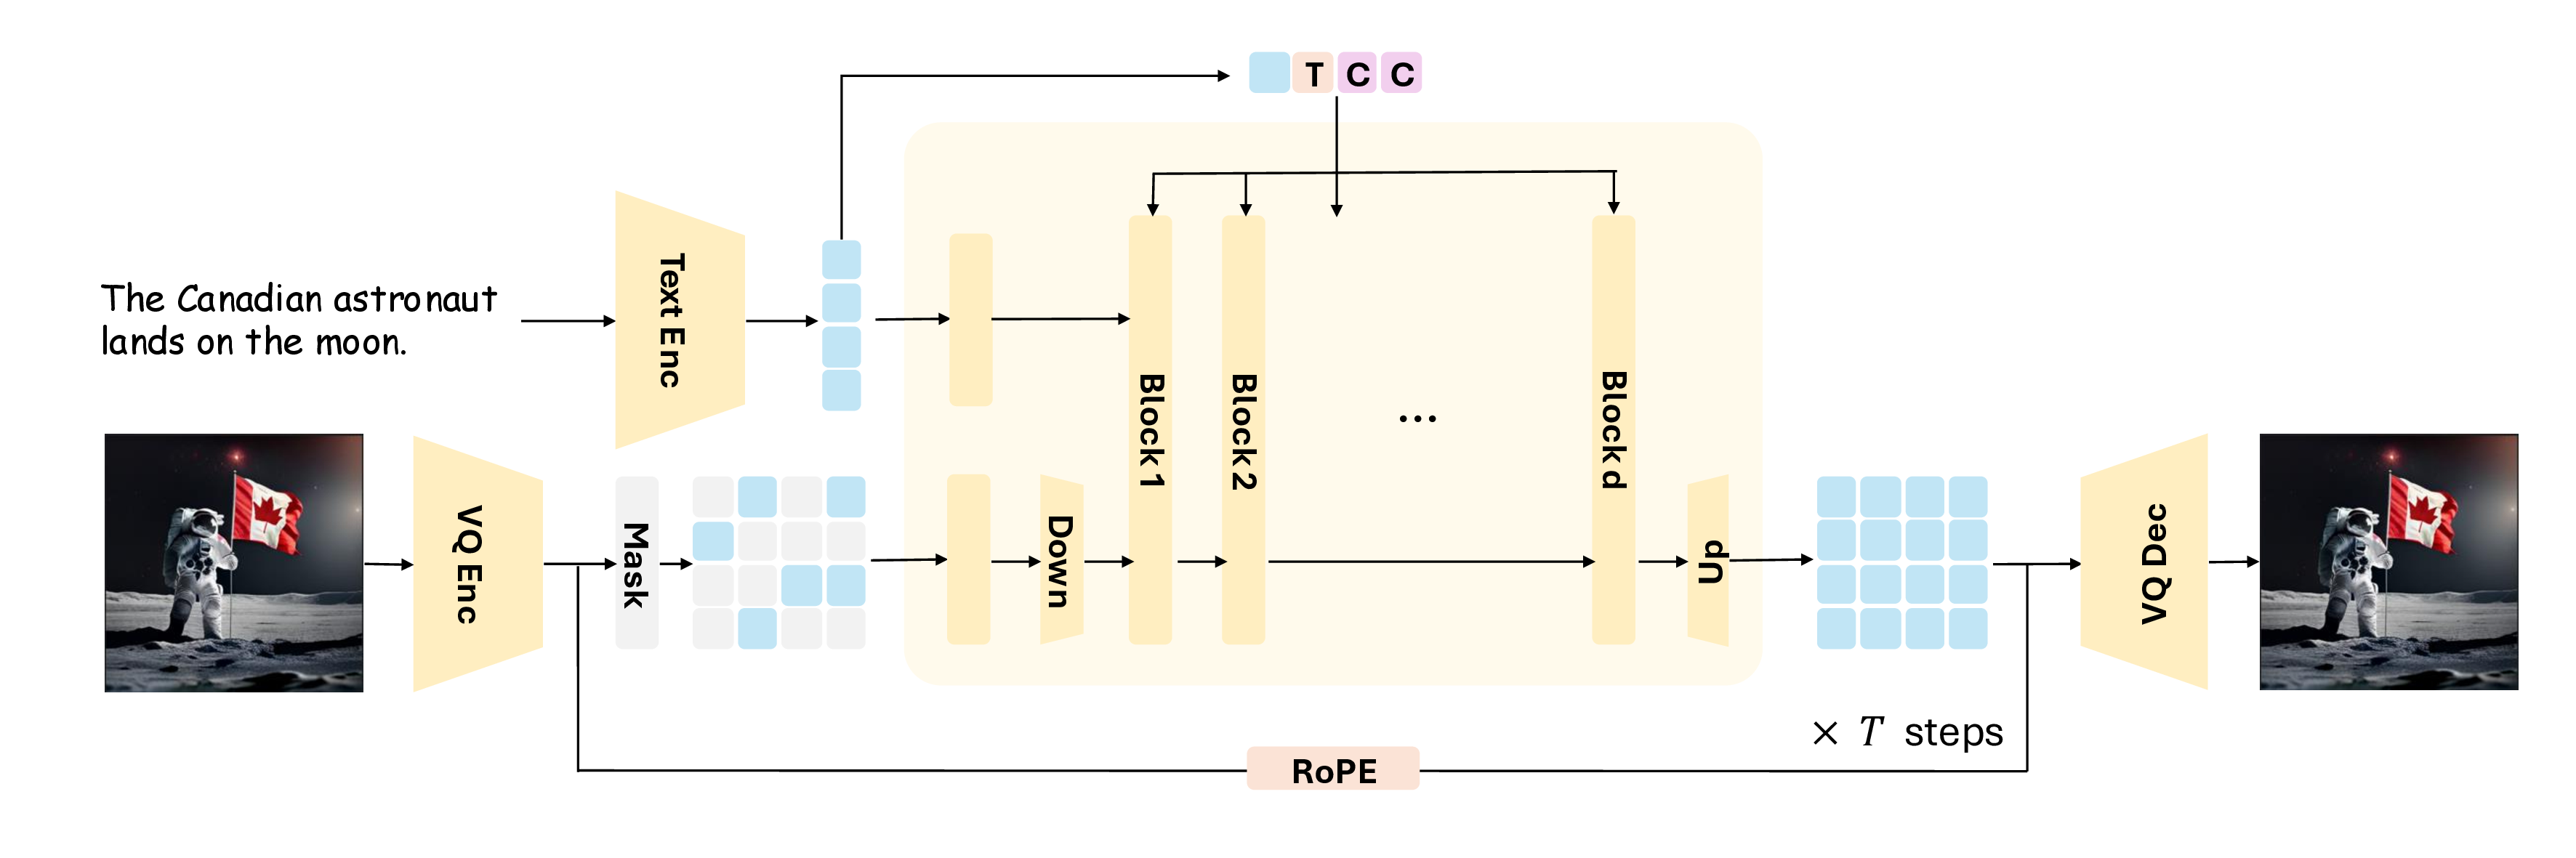 T C C
Text Enc
The Canadian astronaut
lands on the moon.
VQ Enc
Mask
Down
Block 1
Block 2
...
Block d
Up
VQ Dec
× T steps
RoPE